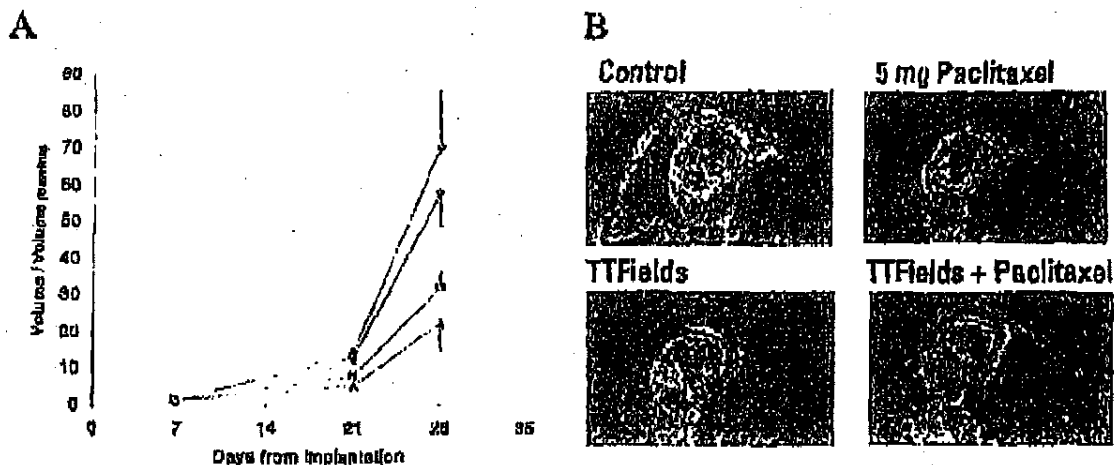 A
B
Control
5 mg Paclitaxel
TTFields
TTFields + Paclitaxel
90
80
70
60
50
40
30
20
10
0
0 7 14 21 28 35
Days from Implantation